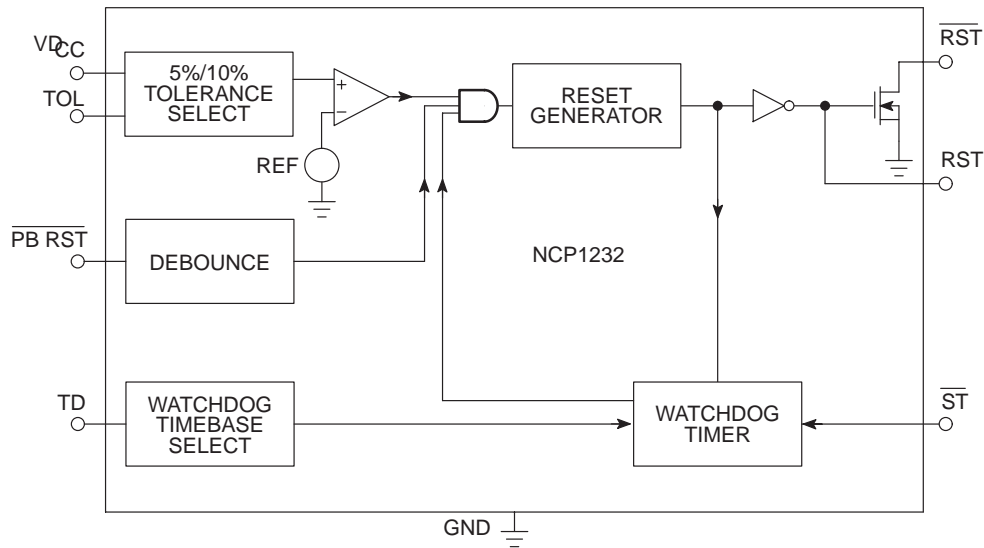 VDCC
TOL
5%/10%
TOLERANCE
SELECT
+
−
REF
RESET
GENERATOR
RST
RST
PB RST
DEBOUNCE
NCP1232
TD
WATCHDOG
TIMEBASE
SELECT
WATCHDOG
TIMER
ST
GND